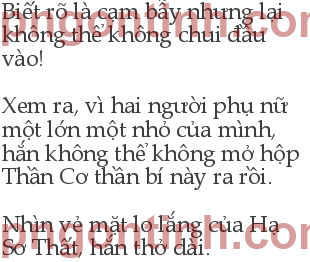 Biết rõ là cạm bẫy nhưng lại
không thể không chui đầu
vào!
Xem ra, vì hai người phụ nữ
một lớn một nhỏ của mình,
hắn không thể không mở hộp
Thần Cơ thần bí này ra rồi.
Nhìn vẻ mặt lo lắng của Hạ
Sơ Thất, hắn thở dài.